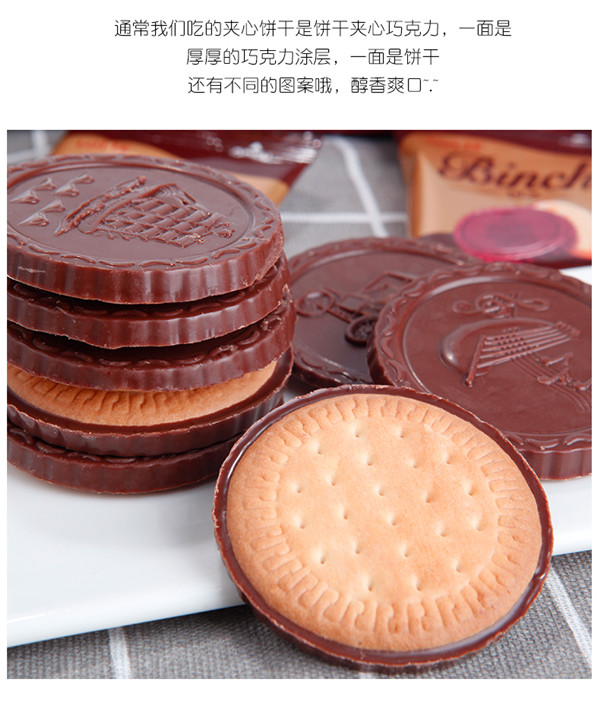 通常我们吃的夹心饼干是饼干夹心巧克力，一面是
厚厚的巧克力涂层，一面是饼干
还有不同的图案哦，醇香爽口~.~
Binch